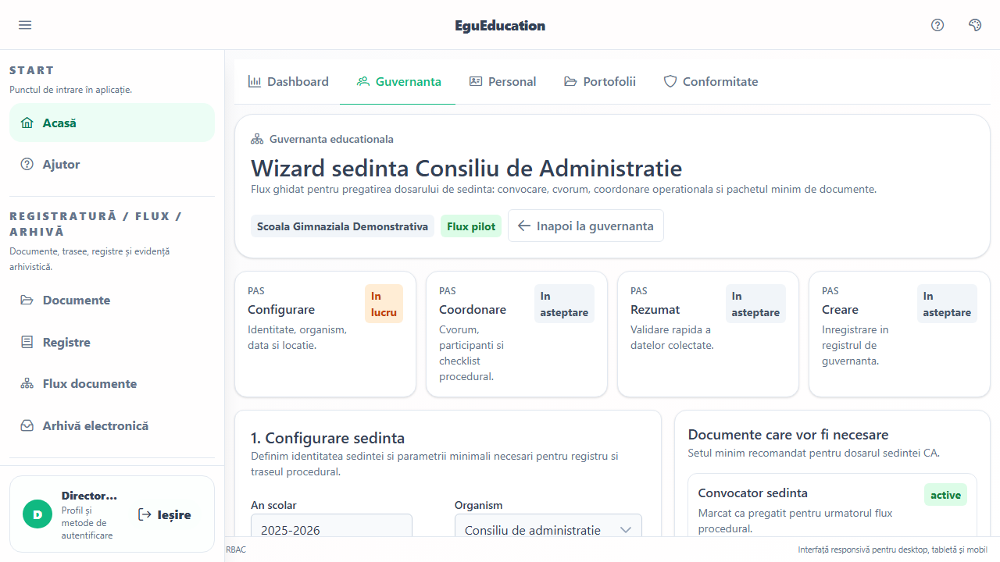 EguEducation
START
Punctul de intrare în aplicație.
Acasă
Ajutor
REGISTRATURĂ / FLUX /
ARHIVĂ
Documente, trasee, registre și evidență
arhivistică.
Documente
Registre
Flux documente
Arhivă electronică
D
Director...
Profil și
metode de
autentificare
Ieșire
Dashboard
Guvernanta
Personal
Portofolii
Conformitate
Guvernanta educationala
Wizard sedinta Consiliu de Administratie
Flux ghidat pentru pregatirea dosarului de sedinta: convocare, cvorum, coordonare operationala si pachetul minim de documente.
Scoala Gimnaziala Demonstrativa
Flux pilot
Inapoi la guvernanta
PAS
Configurare
In
lucru
Identitate, organism,
data si locatie.
PAS
Coordonare
In
asteptare
Cvorum,
participanti si
checklist
procedural.
PAS
Rezumat
In
asteptare
Validare rapida a
datelor colectate.
PAS
Creare
In
asteptare
Inregistrare in
registrul de
guvernanta.
1. Configurare sedinta
Definim identitatea sedintei si parametrii minimali necesari pentru registru si
traseul procedural.
An scolar
2025-2026
Organism
Consiliu de administratie
Documente care vor fi necesare
Setul minim recomandat pentru dosarul sedintei CA.
Convocator sedinta
active
Marcat ca pregatit pentru urmatorul flux
procedural.
RBAC
Interfață responsivă pentru desktop, tabletă și mobil